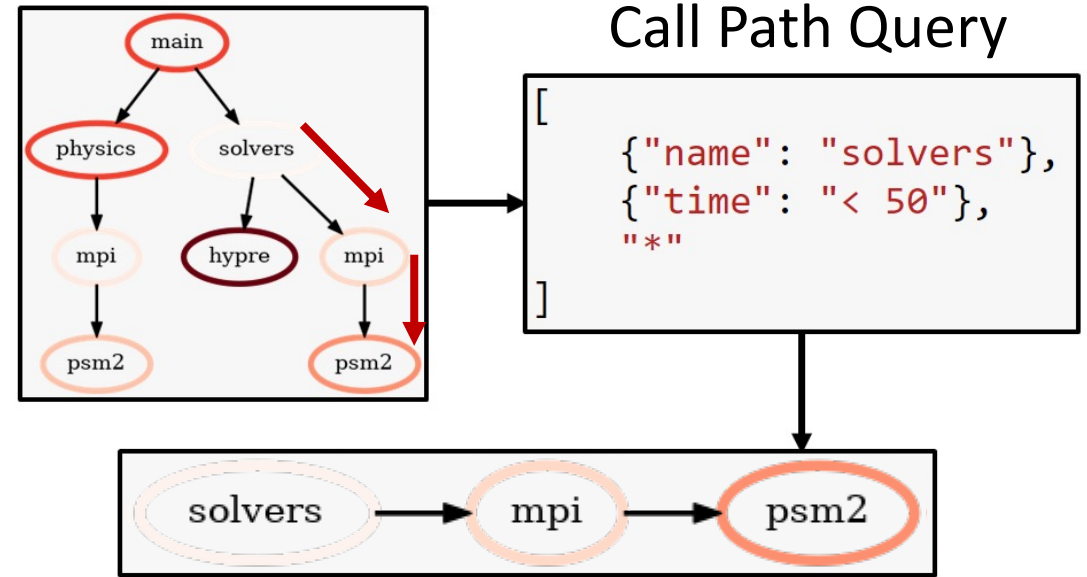 Call Path Query
main
physics
solvers
mpi
hypre
mpi
psm2
psm2
[
{"name": "solvers"},
{"time": "< 50"},
"*"
]
solvers
mpi
psm2